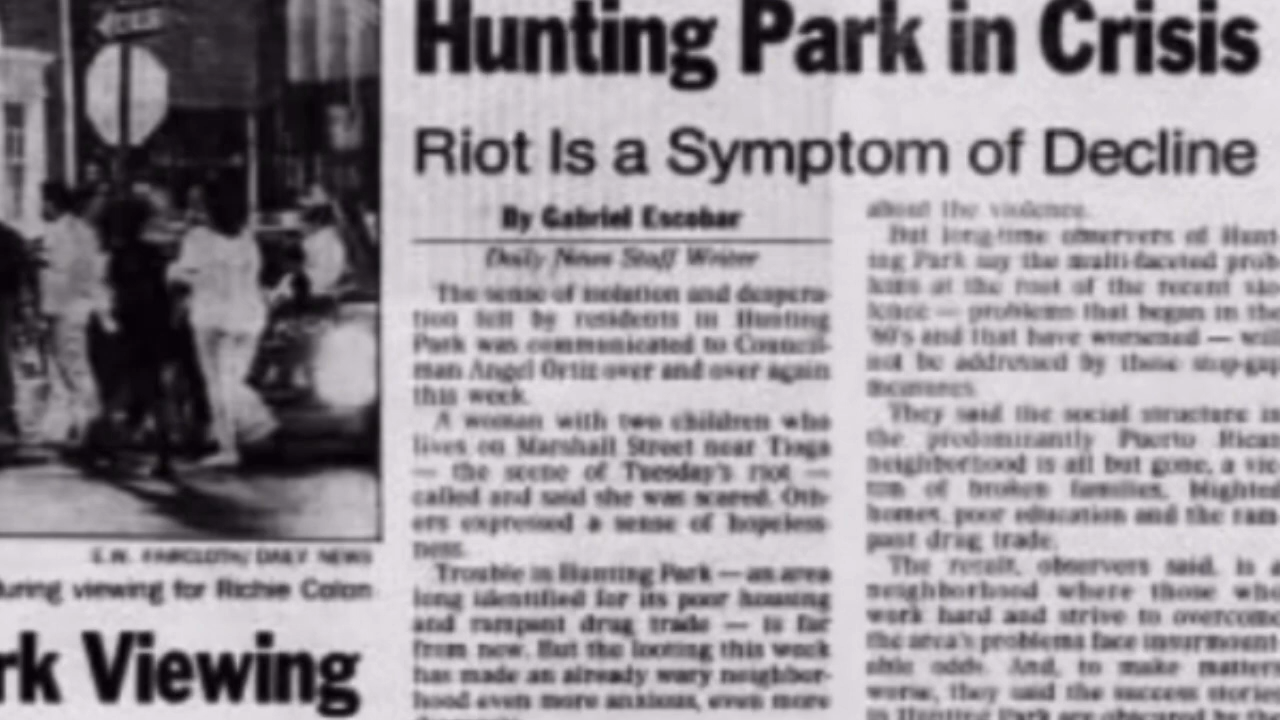 Hunting Park in Crisis
Riot Is a Symptom of Decline
By Gabriel Escobar
Daily News Staff Writer
The sense of isolation and despera-
tion felt by residents in Hunting
Park was communicated to Council-
man Angel Ortiz over and over again
this week.
A woman with two children who
lives on Marshall Street near Tioga
— the scene of Tuesday's riot —
called and said she was scared. Oth-
ers expressed a sense of hopeless-
ness.
Trouble in Hunting Park — an area
long identified for its poor housing
and rampant drug trade — is far
from new. But the looting this week
has made an already wary neighbor-
hood even more anxious, even more
about the violence.
But long-time observers of Hunt-
ing Park say the multi-faceted prob-
lems at the root of the recent vio-
lence — problems that began in the
'60's and that have worsened — will
not be addressed by those stop-gap
measures.
They said the social structure in
the predominantly Puerto Rican
neighborhood is all but gone, a vic-
tim of broken families, blighted
homes, poor education and the ram-
pant drug trade.
The result, observers said, is a
neighborhood where those who
work hard and strive to overcome
the area's problems face insurmount-
able odds. And, to make matters
worse, they said the success stories
in Hunting Park are obscured by the
E.W. FAIRCLOTH/ DAILY NEWS
during viewing for Richie Colon
rk Viewing